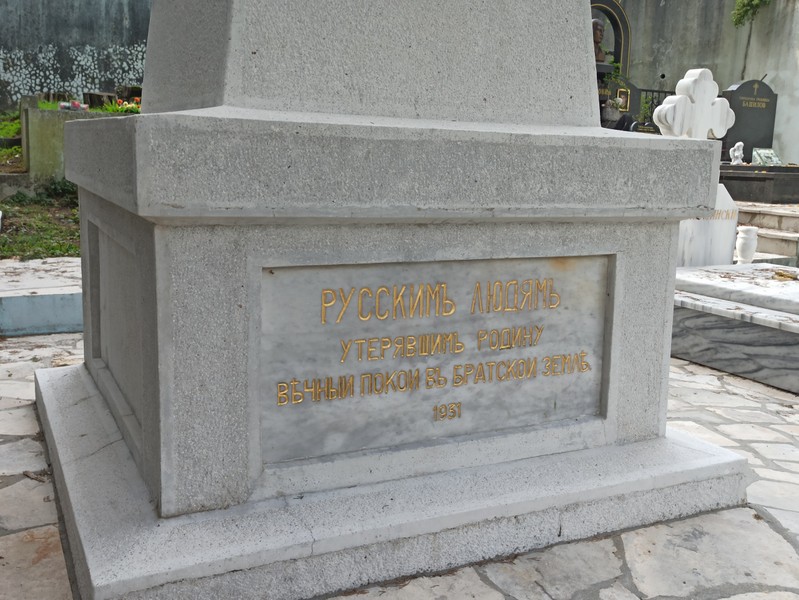 РУССКИМЪ ЛЮДЯМЪ
УТЕРЯВШИМЪ РОДИНУ
ВѢЧНЫЙ ПОКОЙ ВЪ БРАТСКОЙ ЗЕМЛѢ.
1931